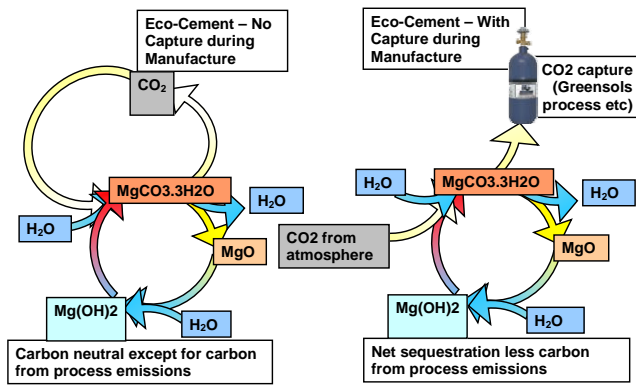 Eco-Cement – No
Capture during
Manufacture
CO₂
MgCO3.3H2O
H₂O
H₂O
MgO
Mg(OH)2
H₂O
Carbon neutral except for carbon
from process emissions
Eco-Cement – With
Capture during
Manufacture
CO2 capture
(Greensols
process etc)
H₂O
MgCO3.3H2O
H₂O
CO2 from
atmosphere
MgO
Mg(OH)2
H₂O
Net sequestration less carbon
from process emissions